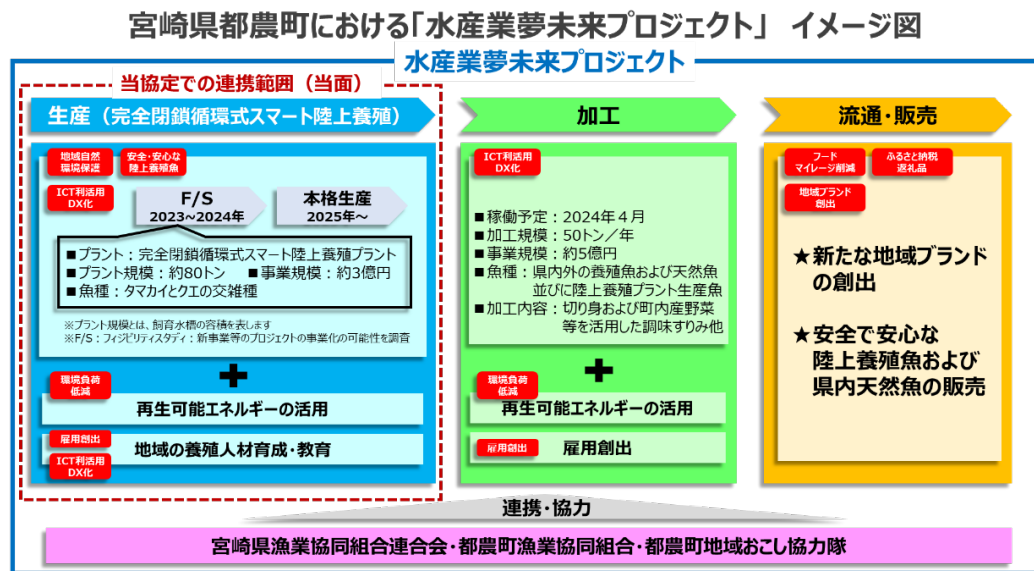 宮崎県都農町における「水産業夢未来プロジェクト」 イメージ図
水産業夢未来プロジェクト
当協定での連携範囲（当面）
生産（完全閉鎖循環式スマート陸上養殖）
地域自然
環境保護
安全・安心な
陸上養殖魚
ICT利活用
DX化
F/S
2023~2024年
本格生産
2025年～
■プラント：完全閉鎖循環式スマート陸上養殖プラント
■プラント規模：約80トン ■事業規模：約3億円
■魚種：タマカイとクエの交雑種
※プラント規模とは、飼育水槽の容積を表します
※F/S：フィジビリティスタディ：新事業等のプロジェクトの事業化の可能性を調査
＋
環境負荷
低減
再生可能エネルギーの活用
雇用創出
ICT利活用
DX化
地域の養殖人材育成・教育
加工
ICT利活用
DX化
■稼働予定：2024年４月
■加工規模：50トン／年
■事業規模：約5億円
■魚種：県内外の養殖魚および天然魚
並びに陸上養殖プラント生産魚
■加工内容：切り身および町内産野菜
等を活用した調味すりみ他
＋
環境負荷
低減
再生可能エネルギーの活用
雇用創出
雇用創出
流通・販売
フード
マイレージ削減
ふるさと納税
返礼品
地域ブランド
創出
★新たな地域ブランド
の創出
★安全で安心な
陸上養殖魚および
県内天然魚の販売
連携・協力
宮崎県漁業協同組合連合会・都農町漁業協同組合・都農町地域おこし協力隊